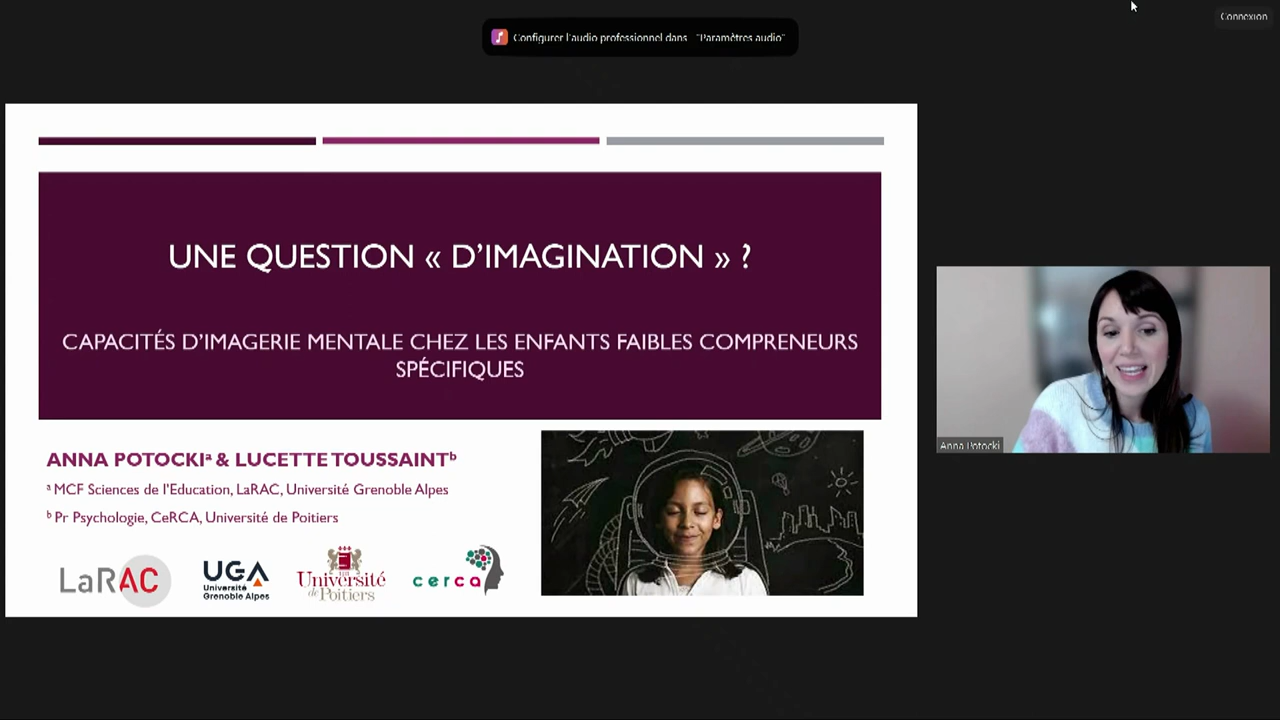 Connexion
Configurer l'audio professionnel dans "Paramètres audio"
UNE QUESTION « D'IMAGINATION » ?
CAPACITÉS D'IMAGERIE MENTALE CHEZ LES ENFANTS FAIBLES COMPRENEURS
SPÉCIFIQUES
ANNA POTOCKIᵃ & LUCETTE TOUSSAINTᵇ
ᵃ MCF Sciences de l'Education, LaRAC, Université Grenoble Alpes
ᵇ Pr Psychologie, CeRCA, Université de Poitiers
LaRAC
UGA
Université
Grenoble Alpes
Université
de Poitiers
cerca
Anna Potocki